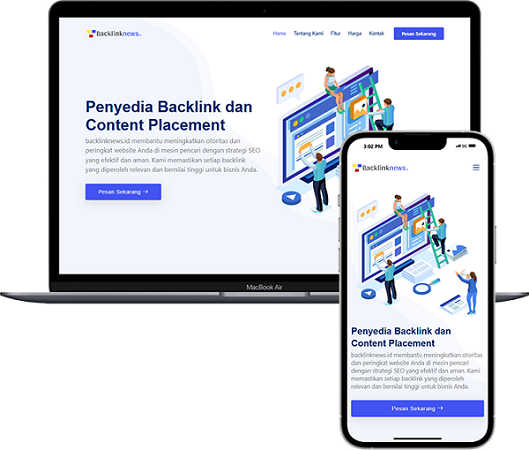 Backlinknews.id
Home Tentang Kami Fitur Harga Kontak Pesan Sekarang
Penyedia Backlink dan
Content Placement
backlinknews.id membantu meningkatkan otoritas dan
peringkat website Anda di mesin pencari dengan strategi SEO
yang efektif dan aman. Kami memastikan setiap backlink
yang diperoleh relevan dan bernilai tinggi untuk bisnis Anda.
Pesan Sekarang →
MacBook Air
3:02 PM 5G
Backlinknews.id
Penyedia Backlink dan
Content Placement
backlinknews.id membantu meningkatkan otoritas
dan peringkat website Anda di mesin pencari
dengan strategi SEO yang efektif dan aman. Kami
memastikan setiap backlink yang diperoleh
relevan dan bernilai tinggi untuk bisnis Anda.
Pesan Sekarang →